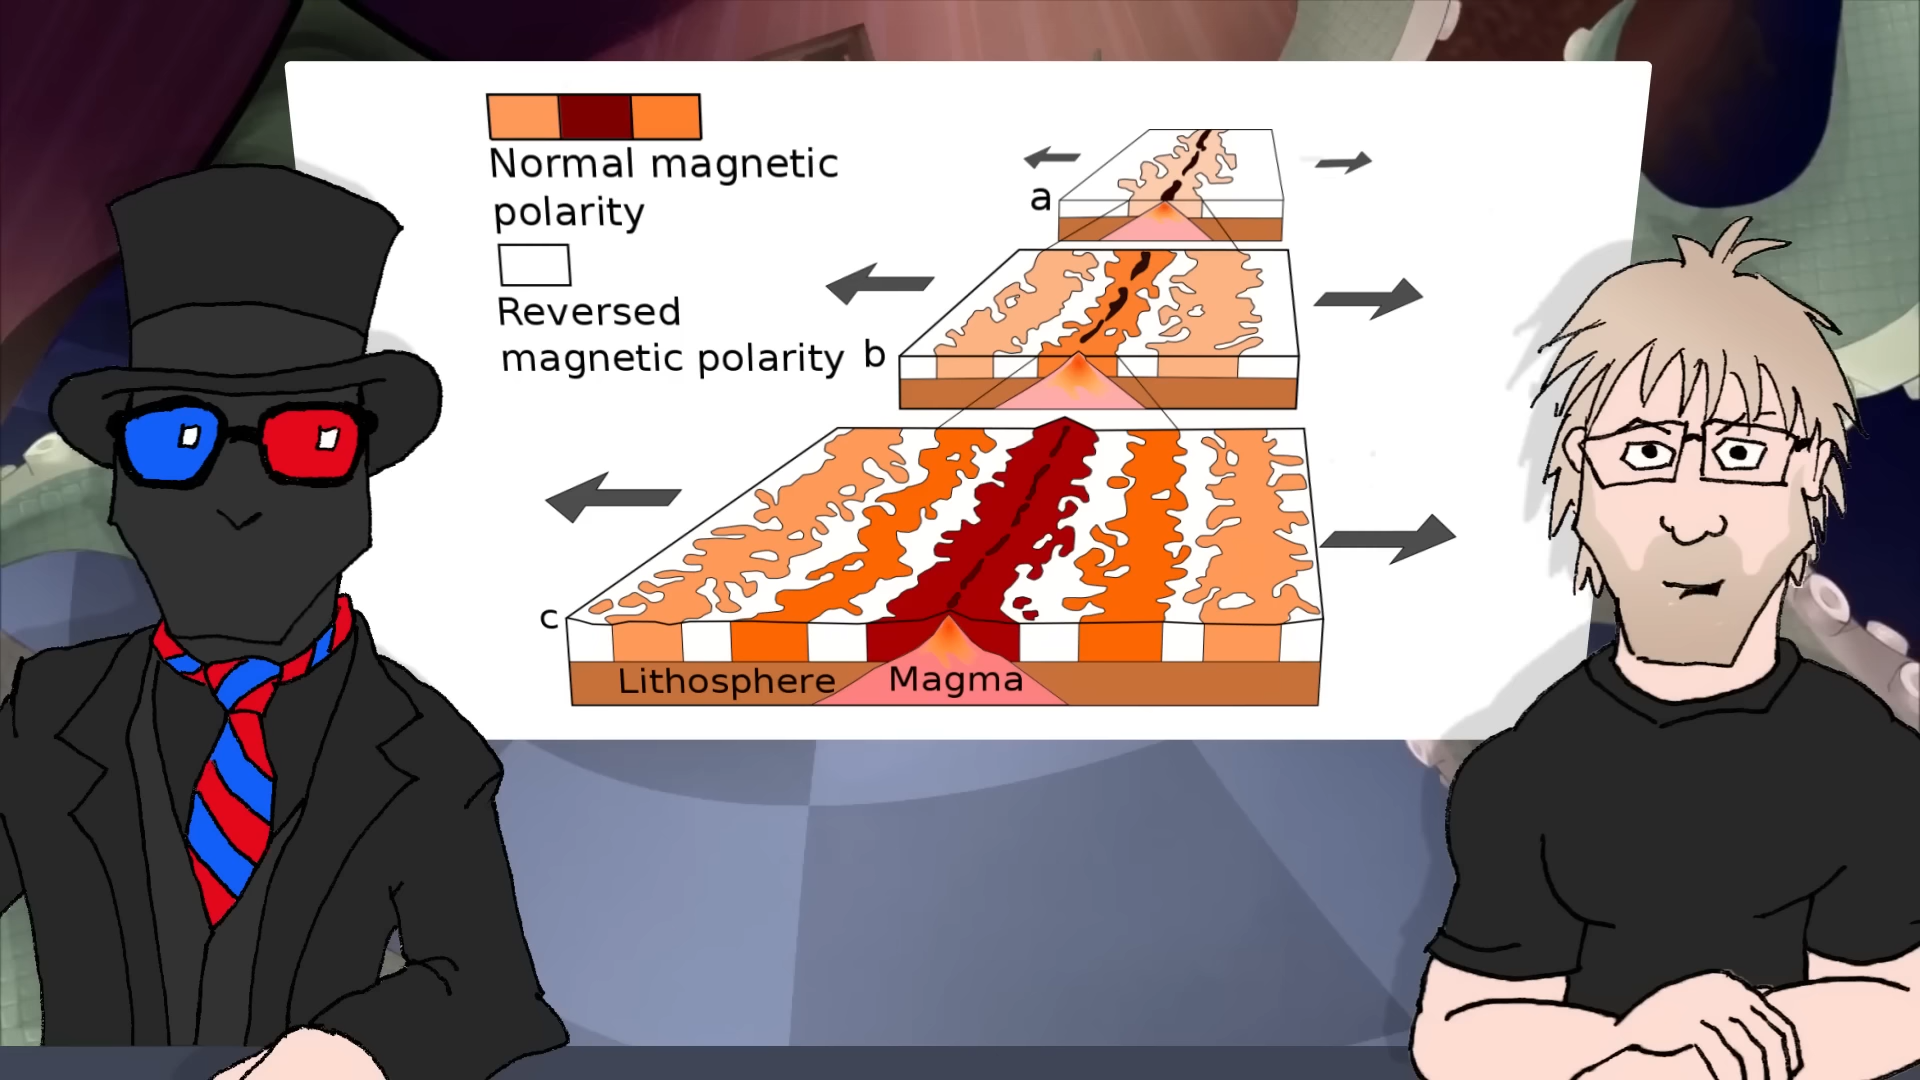 Normal magnetic
polarity
Reversed
magnetic polarity
a
b
c
Lithosphere
Magma